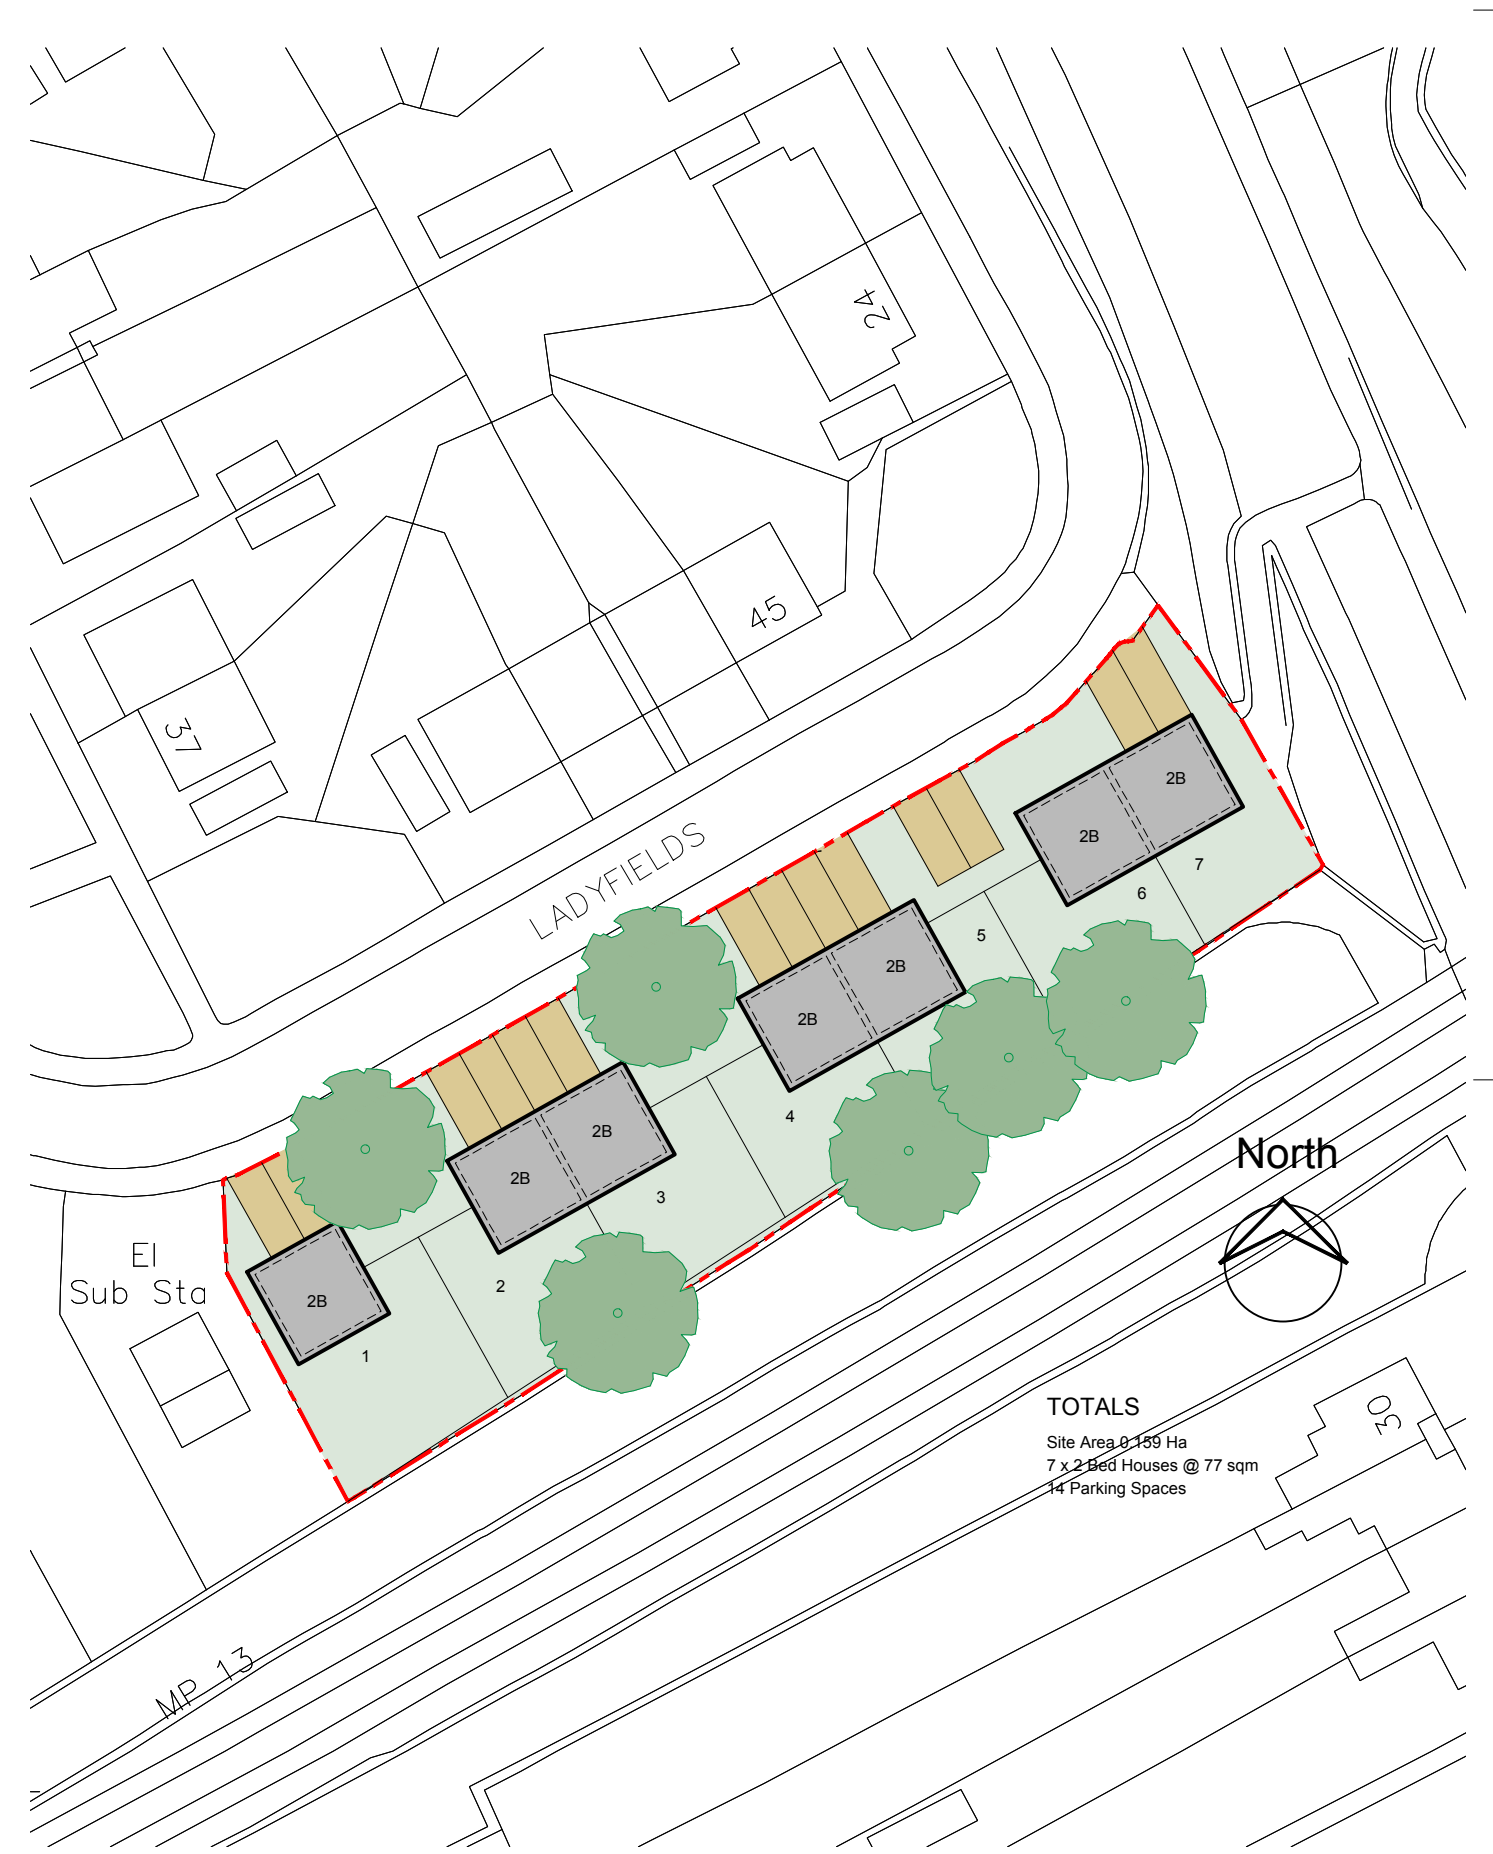 24
45
37
LADYFIELDS
2B
7
2B
6
5
2B
2B
4
2B
3
2B
2
2B
1
El
Sub Sta
North
TOTALS
Site Area 0.159 Ha
7 x 2 Bed Houses @ 77 sqm
14 Parking Spaces
30
MP 13